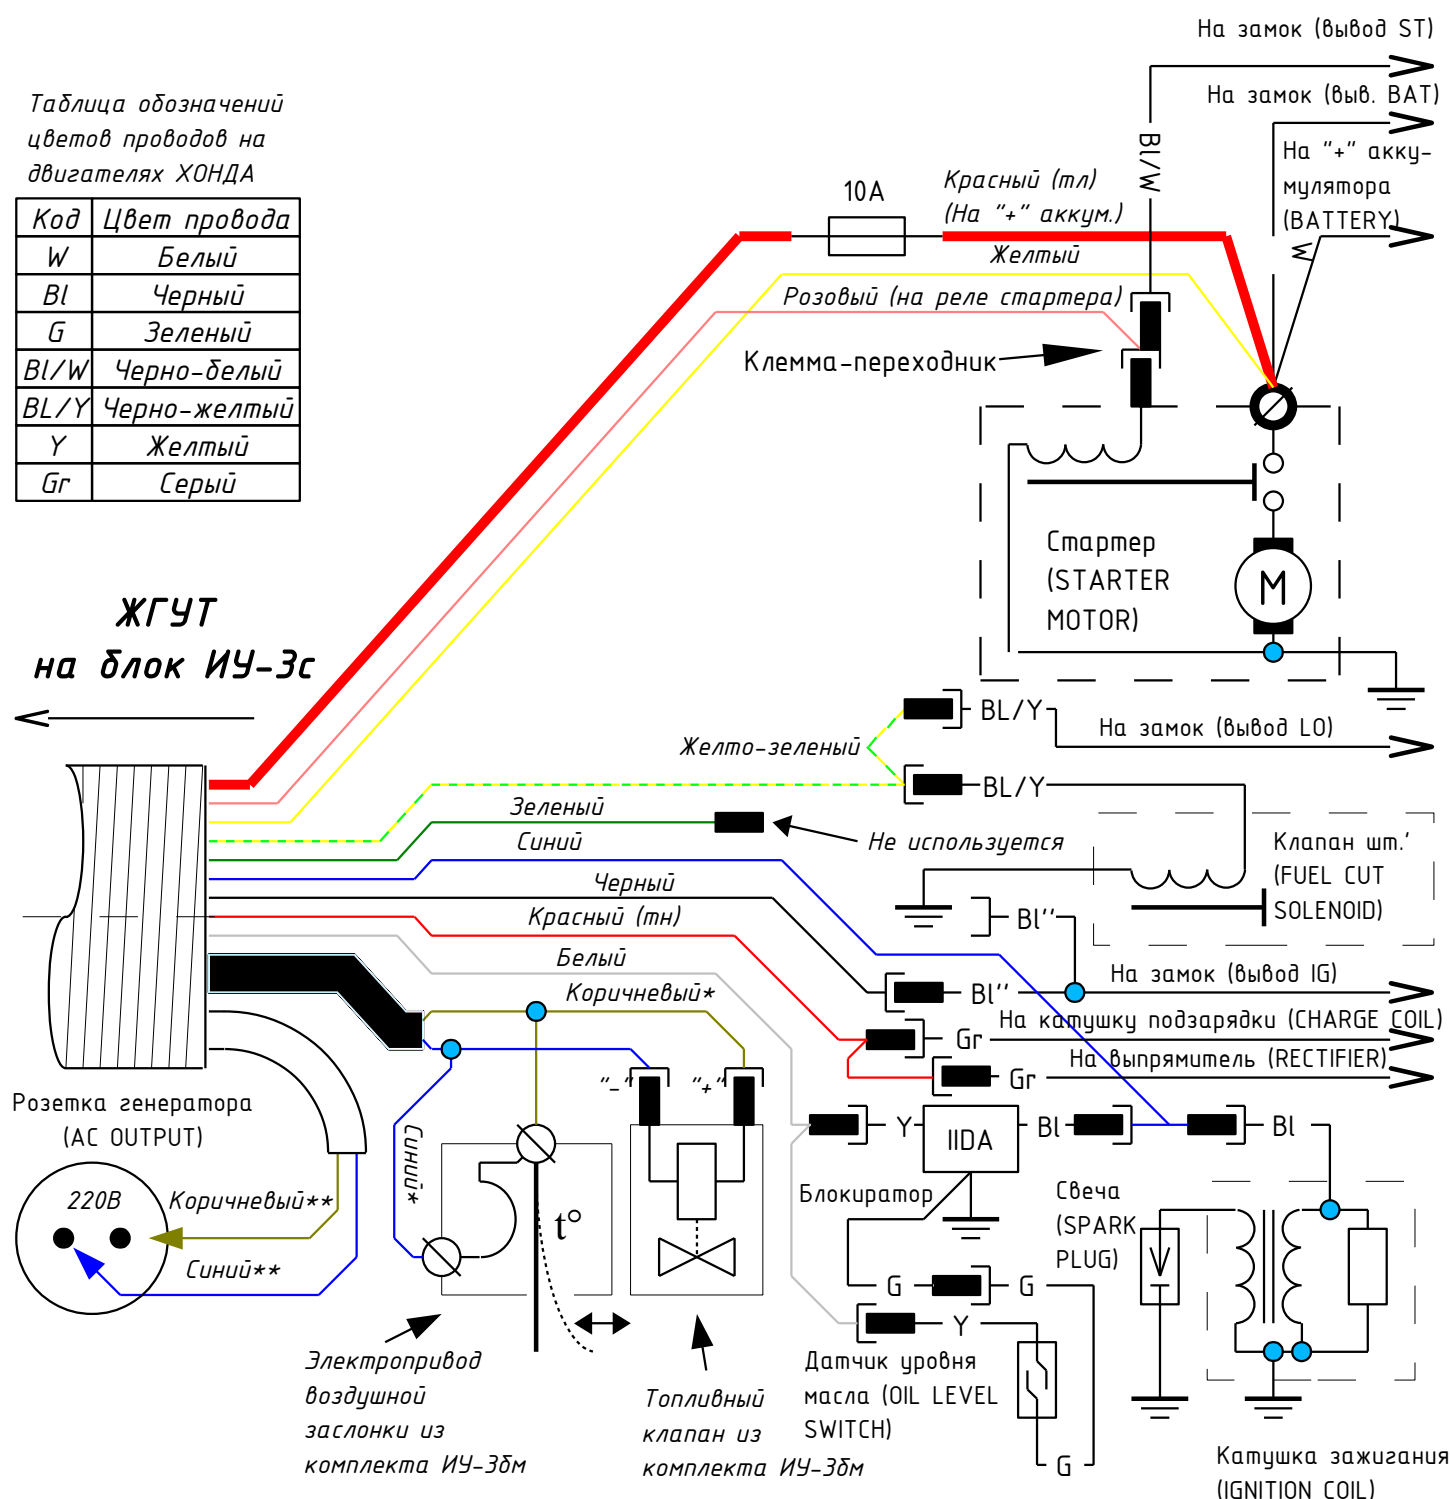 На замок (вывод ST)
На замок (выв. BAT)
На "+" акку-
мулятора
(BATTERY)
Таблица обозначений
цветов проводов на
двигателях ХОНДА
Код Цвет провода
W Белый
Bl Черный
G Зеленый
Bl/W Черно-белый
BL/Y Черно-желтый
Y Желтый
Gr Серый
Bl/W
W
10А
Красный (тл)
(На "+" аккум.)
Желтый
Розовый (на реле стартера)
Клемма-переходник
Стартер
(STARTER
MOTOR)
M
ЖГУТ
на блок ИУ-3с
BL/Y
На замок (вывод LO)
Желто-зеленый
BL/Y
Зеленый
Не используется
Синий
Клапан шт.'
(FUEL CUT
SOLENOID)
Черный
Красный (тн)
Bl''
Белый
На замок (вывод IG)
Коричневый*
Bl''
На катушку подзарядки (CHARGE COIL)
Gr
На выпрямитель (RECTIFIER)
Gr
"-"
"+"
Розетка генератора
(AC OUTPUT)
220В
Коричневый**
Синий**
Синий*
t°
Y
IIDA
Bl
Bl
Блокиратор
Свеча
(SPARK
PLUG)
G
G
Y
Датчик уровня
масла (OIL LEVEL
SWITCH)
G
Электропривод
воздушной
заслонки из
комплекта ИУ-3бм
Топливный
клапан из
комплекта ИУ-3бм
Катушка зажигания
(IGNITION COIL)